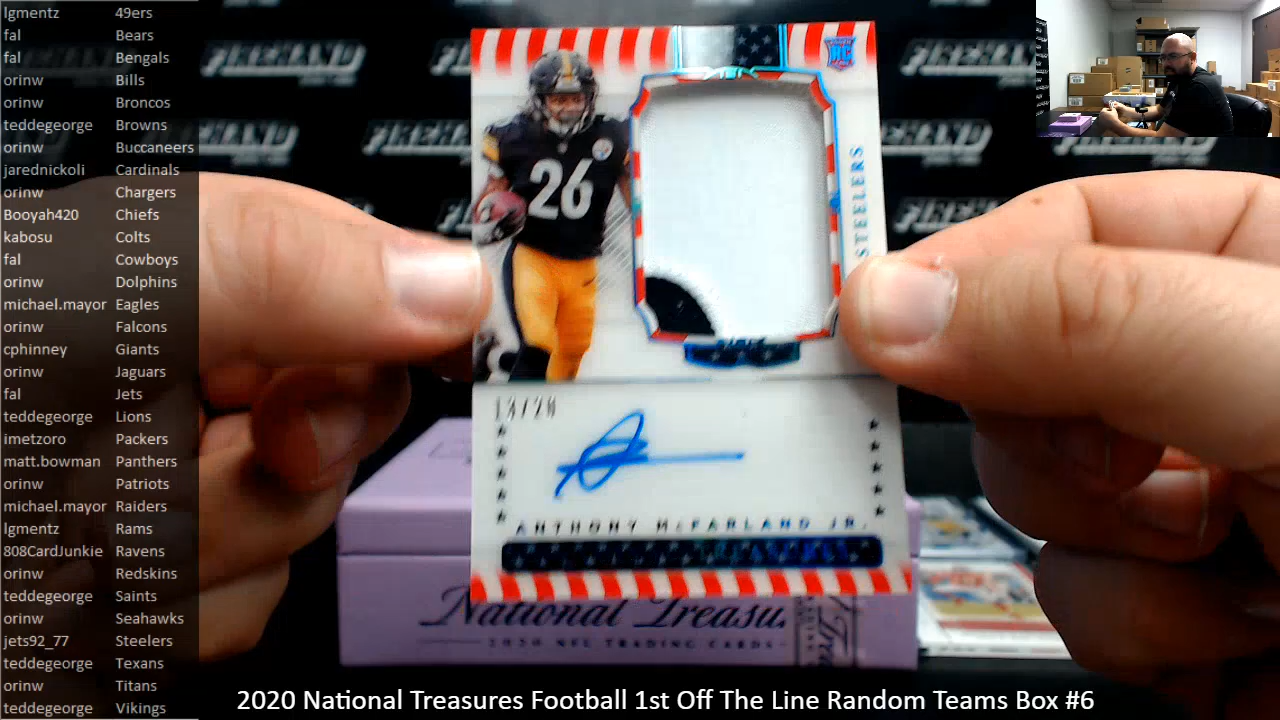 lgmentz 49ers
fal Bears
fal Bengals
orinw Bills
orinw Broncos
teddegeorge Browns
orinw Buccaneers
jarednickoli Cardinals
orinw Chargers
Booyah420 Chiefs
kabosu Colts
fal Cowboys
orinw Dolphins
michael.mayor Eagles
orinw Falcons
cphinney Giants
orinw Jaguars
fal Jets
teddegeorge Lions
imetzoro Packers
matt.bowman Panthers
orinw Patriots
michael.mayor Raiders
lgmentz Rams
808CardJunkie Ravens
orinw Redskins
teddegeorge Saints
orinw Seahawks
jets92_77 Steelers
teddegeorge Texans
orinw Titans
teddegeorge Vikings
FIREHAND
RC
26
STEELERS
13/28
ANTHONY McFARLAND JR.
National Treasu
2020 NFL TRADING CARDS
2020 National Treasures Football 1st Off The Line Random Teams Box #6